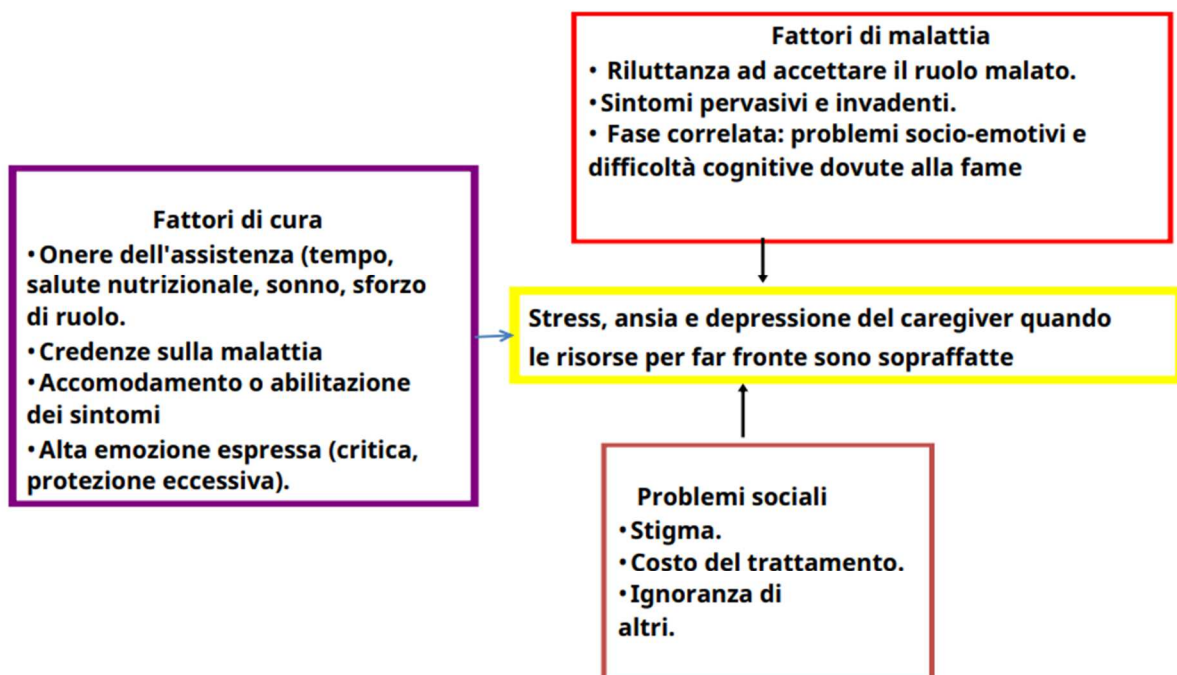 Fattori di malattia
• Riluttanza ad accettare il ruolo malato.
•Sintomi pervasivi e invadenti.
• Fase correlata: problemi socio-emotivi e
difficoltà cognitive dovute alla fame
Fattori di cura
•Onere dell'assistenza (tempo,
salute nutrizionale, sonno, sforzo
di ruolo.
•Credenze sulla malattia
•Accomodamento o abilitazione
dei sintomi
•Alta emozione espressa (critica,
protezione eccessiva).
Stress, ansia e depressione del caregiver quando
le risorse per far fronte sono sopraffatte
Problemi sociali
•Stigma.
•Costo del trattamento.
•Ignoranza di
altri.